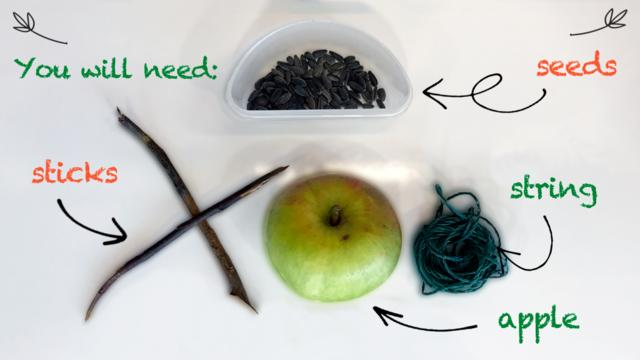 You will need:
seeds
sticks
string
apple